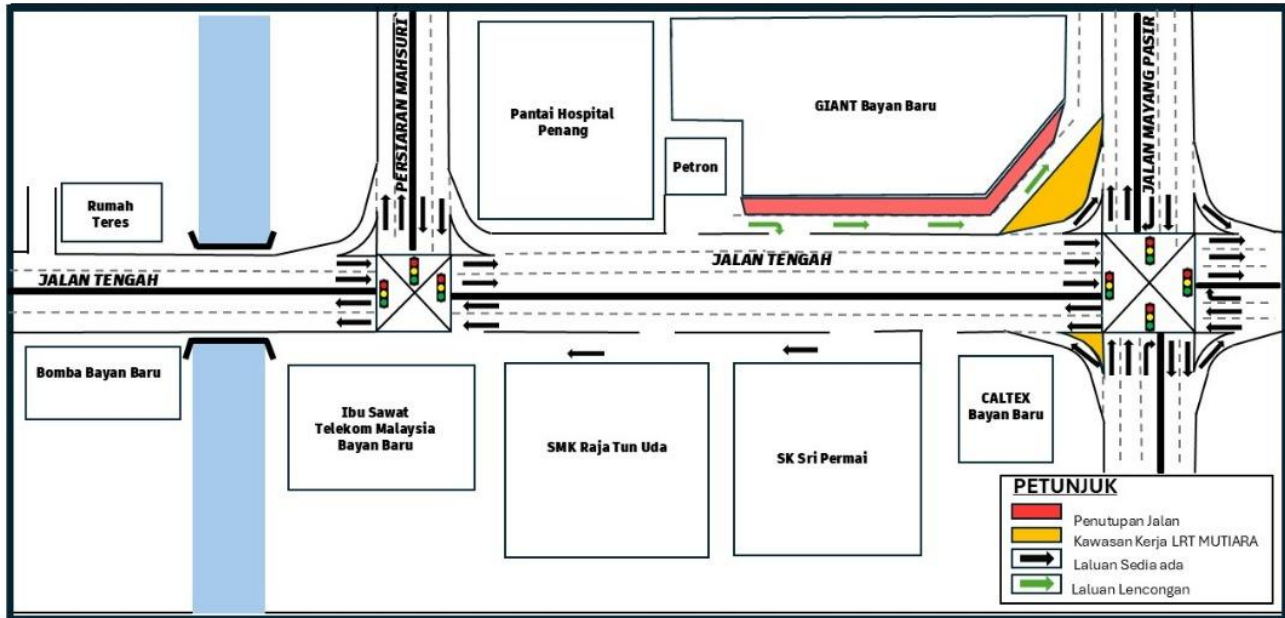 PERSIARAN MAHSURI
Pantai Hospital
Penang
GIANT Bayan Baru
JALAN MAYANG PASIR
Petron
Rumah
Teres
JALAN TENGAH
JALAN TENGAH
Bomba Bayan Baru
Ibu Sawat
Telekom Malaysia
Bayan Baru
SMK Raja Tun Uda
SK Sri Permai
CALTEX
Bayan Baru
PETUNJUK
Penutupan Jalan
Kawasan Kerja LRT MUTIARA
Laluan Sedia ada
Laluan Lencongan